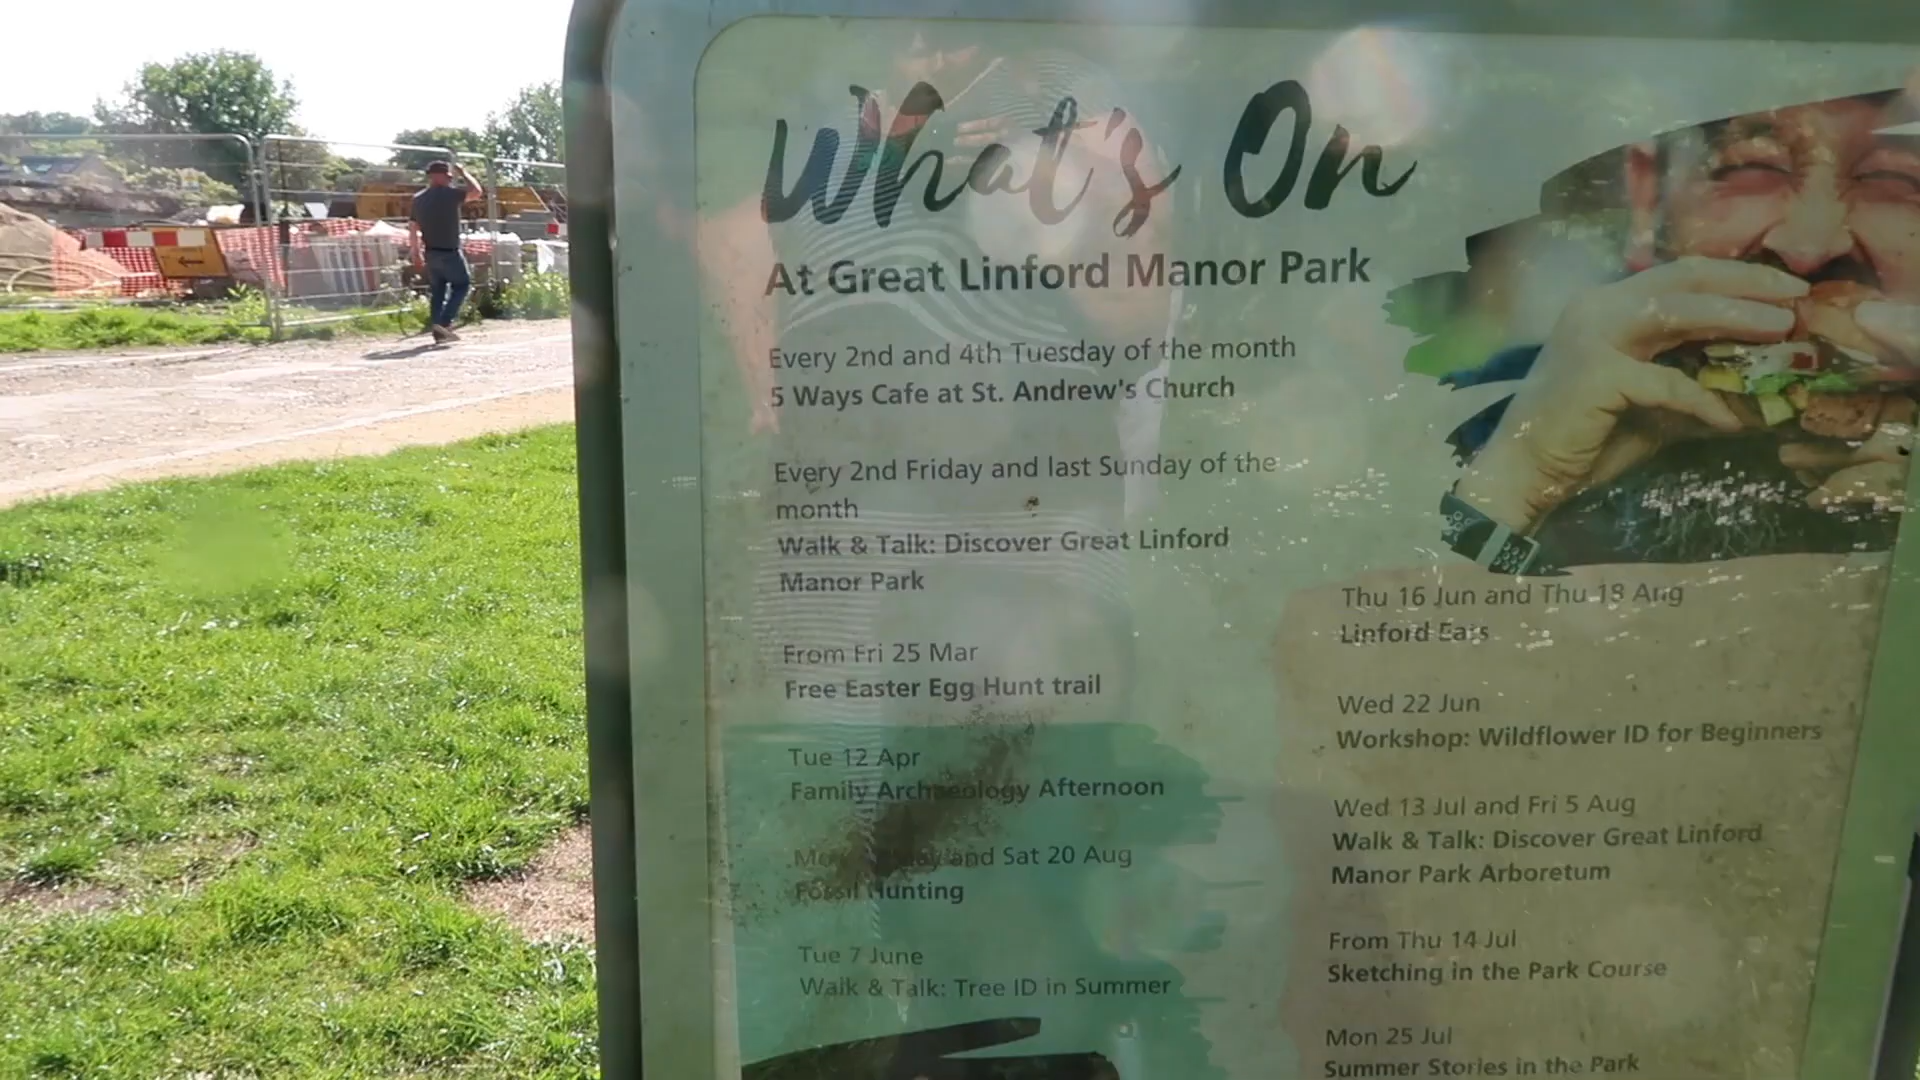 What's On
At Great Linford Manor Park
Every 2nd and 4th Tuesday of the month
5 Ways Cafe at St. Andrew's Church
Every 2nd Friday and last Sunday of the
month
Walk & Talk: Discover Great Linford
Manor Park
From Fri 25 Mar
Free Easter Egg Hunt trail
Tue 12 Apr
Family Archaeology Afternoon
and Sat 20 Aug
Fossil Hunting
Tue 7 June
Walk & Talk: Tree ID in Summer
Thu 16 Jun and Thu 18 Aug
Linford Eats
Wed 22 Jun
Workshop: Wildflower ID for Beginners
Wed 13 Jul and Fri 5 Aug
Walk & Talk: Discover Great Linford
Manor Park Arboretum
From Thu 14 Jul
Sketching in the Park Course
Mon 25 Jul
Summer Stories in the Park